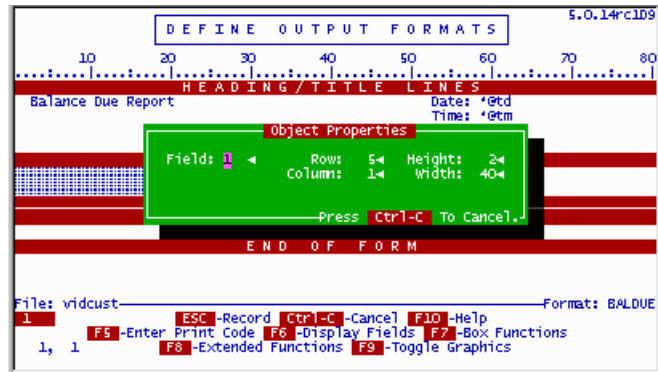 5.0.14rc1D9
DEFINE OUTPUT FORMATS
10 20 30 40 50 60 70 80
HEADING/TITLE LINES
Balance Due Report Date: *@td
Time: *@tm
Object Properties
Field: 1 Row: 5 Height: 2
Column: 1 Width: 40
Press Ctrl-C To Cancel.
END OF FORM
File: vidcust Format: BALDUE
1 ESC -Record Ctrl-C -Cancel F10 -Help
F5 -Enter Print Code F6 -Display Fields F7 -Box Functions
1, 1 F8 -Extended Functions F9 -Toggle Graphics